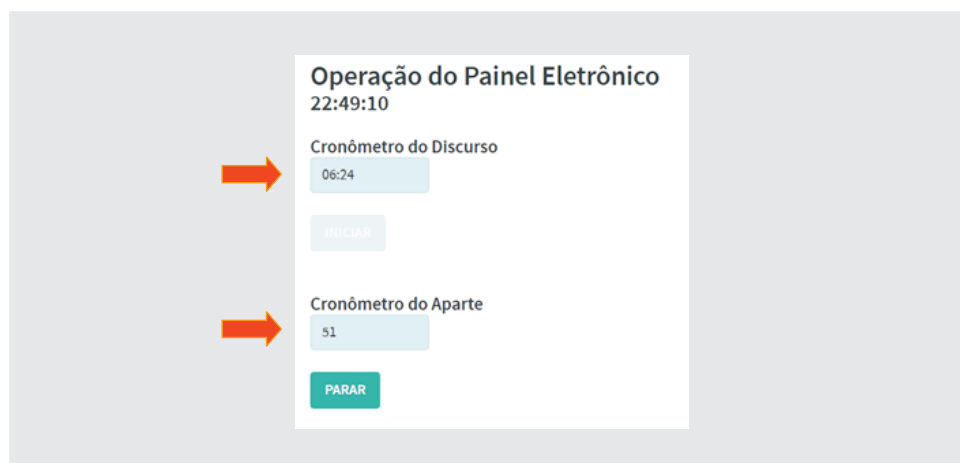 Operação do Painel Eletrônico
22:49:10
Cronômetro do Discurso
06:24
INICIAR
Cronômetro do Aparte
51
PARAR